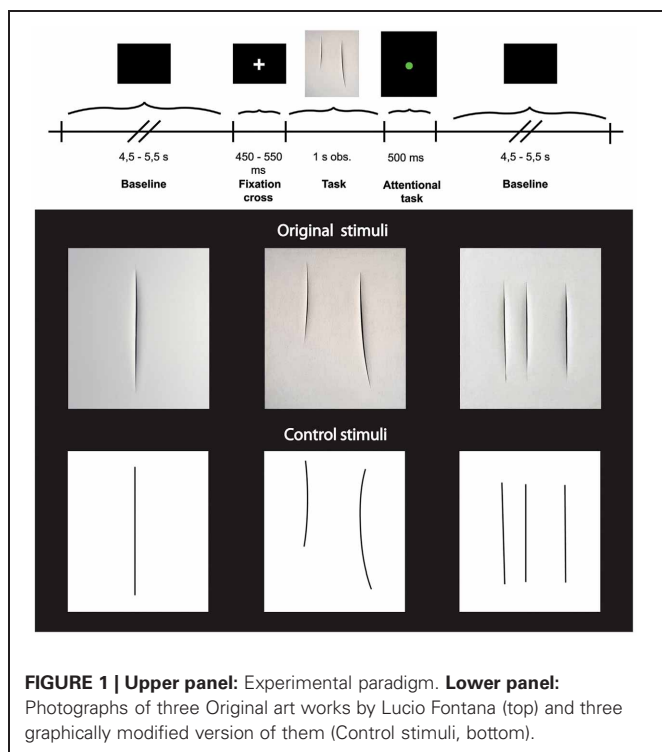 4,5 - 5,5 s
450 - 550
ms
1 s obs.
500 ms
4,5 - 5,5 s
Baseline
Fixation
cross
Task
Attentional
task
Baseline
Original stimuli
Control stimuli
FIGURE 1 | Upper panel: Experimental paradigm. Lower panel:
Photographs of three Original art works by Lucio Fontana (top) and three
graphically modified version of them (Control stimuli, bottom).